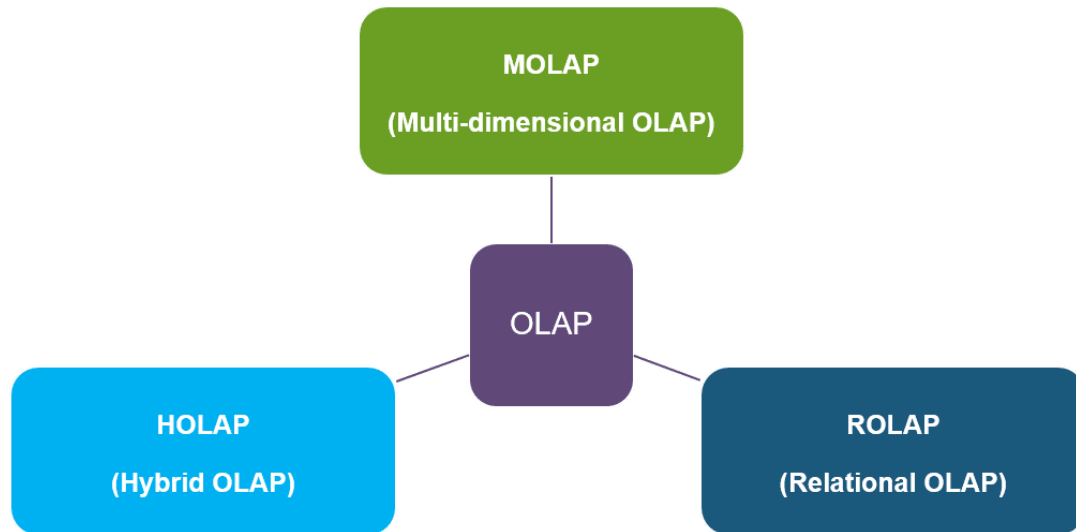 MOLAP
(Multi-dimensional OLAP)
OLAP
HOLAP
(Hybrid OLAP)
ROLAP
(Relational OLAP)